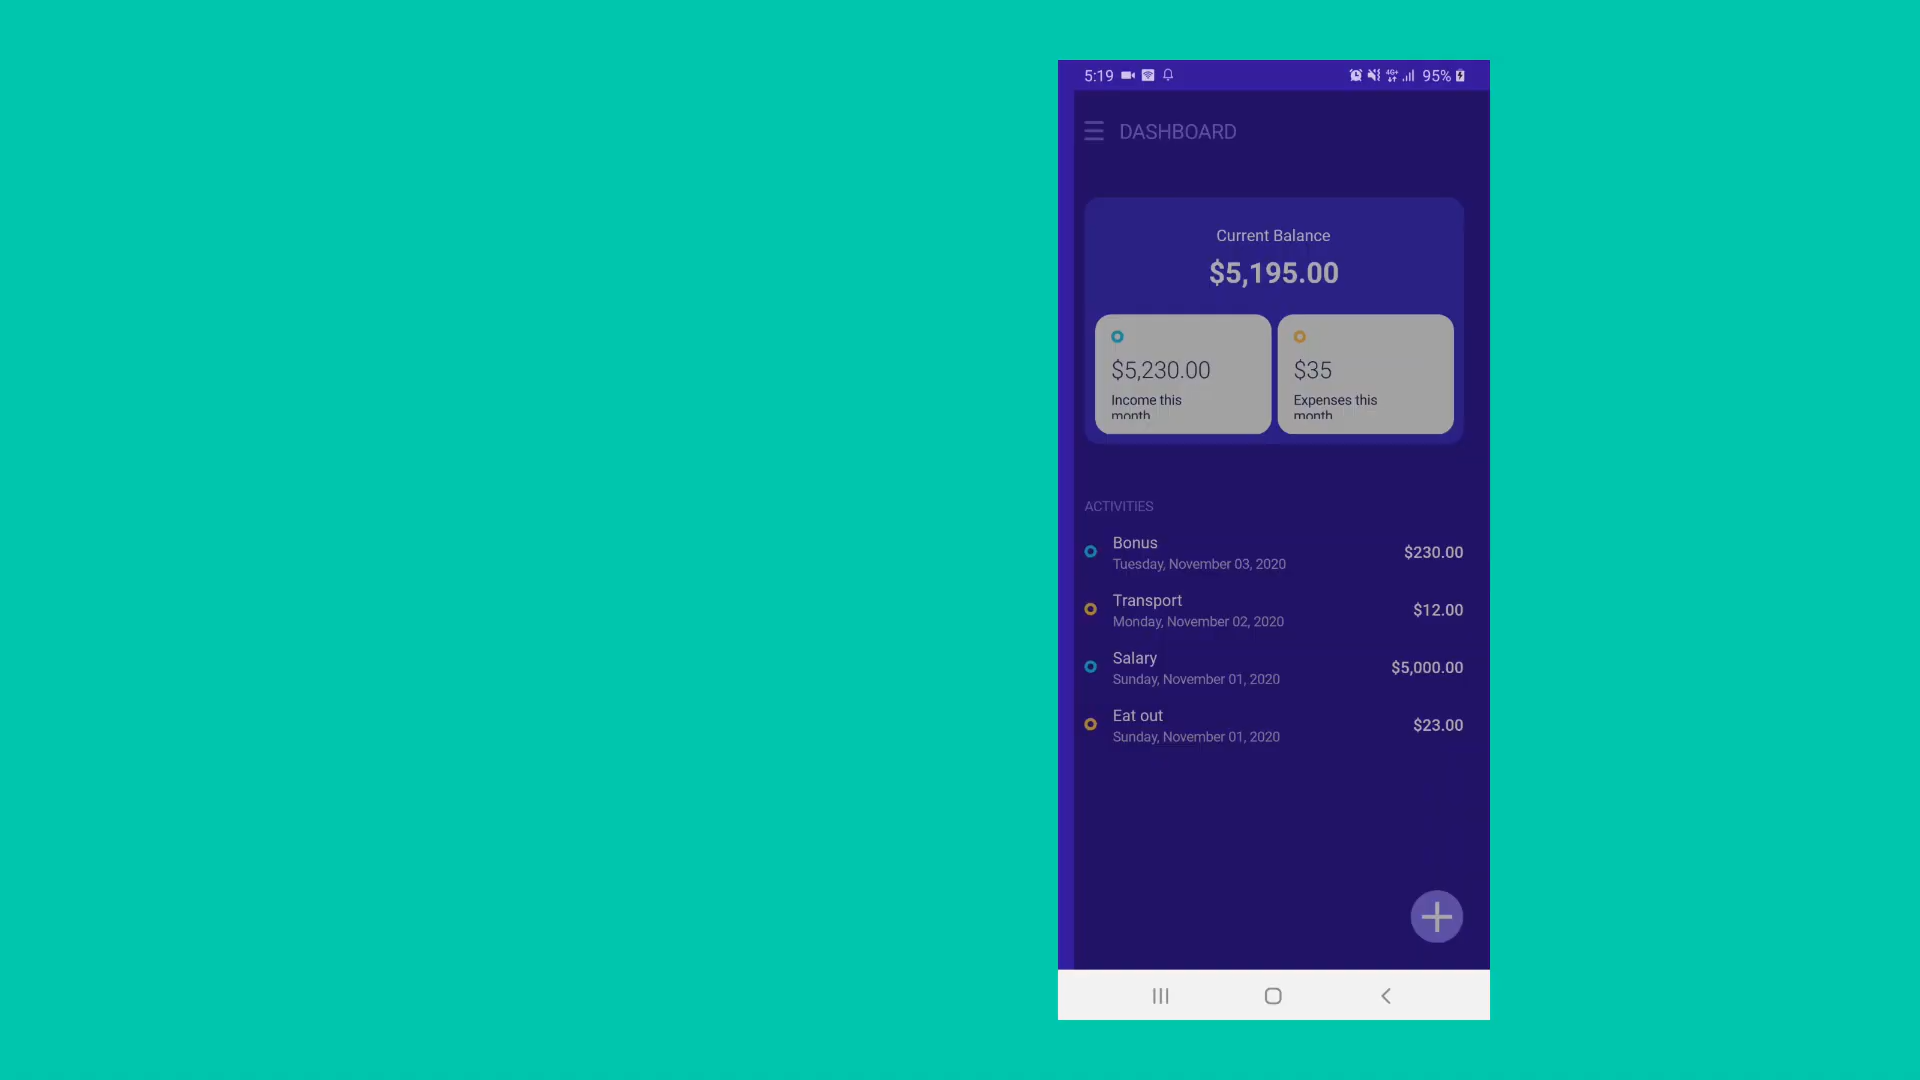 5:19 95%
DASHBOARD
Current Balance
$5,195.00
$5,230.00
Income this
month
$35
Expenses this
month
ACTIVITIES
Bonus
Tuesday, November 03, 2020
$230.00
Transport
Monday, November 02, 2020
$12.00
Salary
Sunday, November 01, 2020
$5,000.00
Eat out
Sunday, November 01, 2020
$23.00